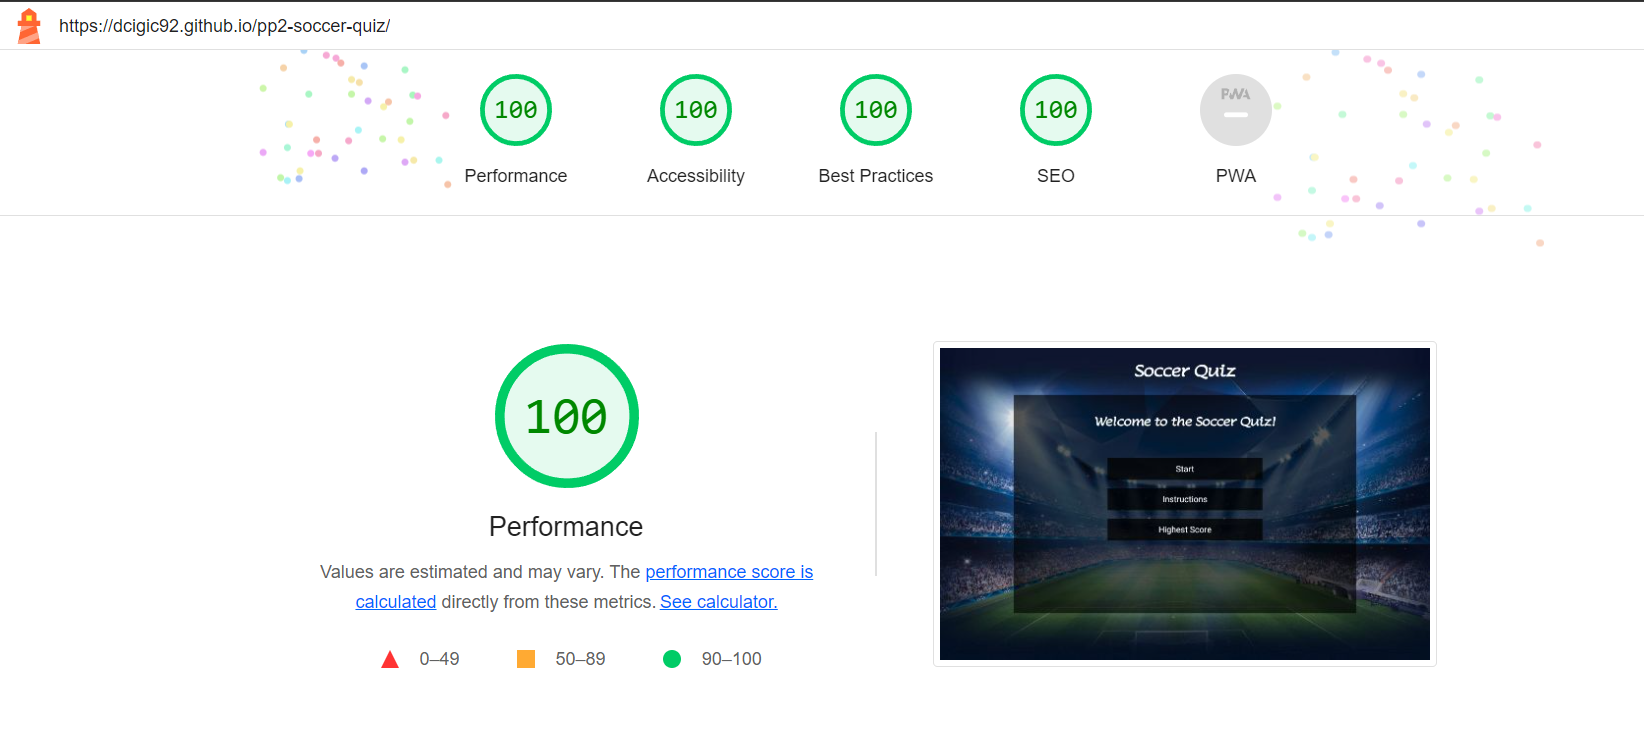 https://dcigic92.github.io/pp2-soccer-quiz/
100 100 100 100 PWA
Performance Accessibility Best Practices SEO PWA
100
Performance
Values are estimated and may vary. The performance score is
calculated directly from these metrics. See calculator.
0–49 50–89 90–100
Soccer Quiz
Welcome to the Soccer Quiz!
Start
Instructions
Highest Score